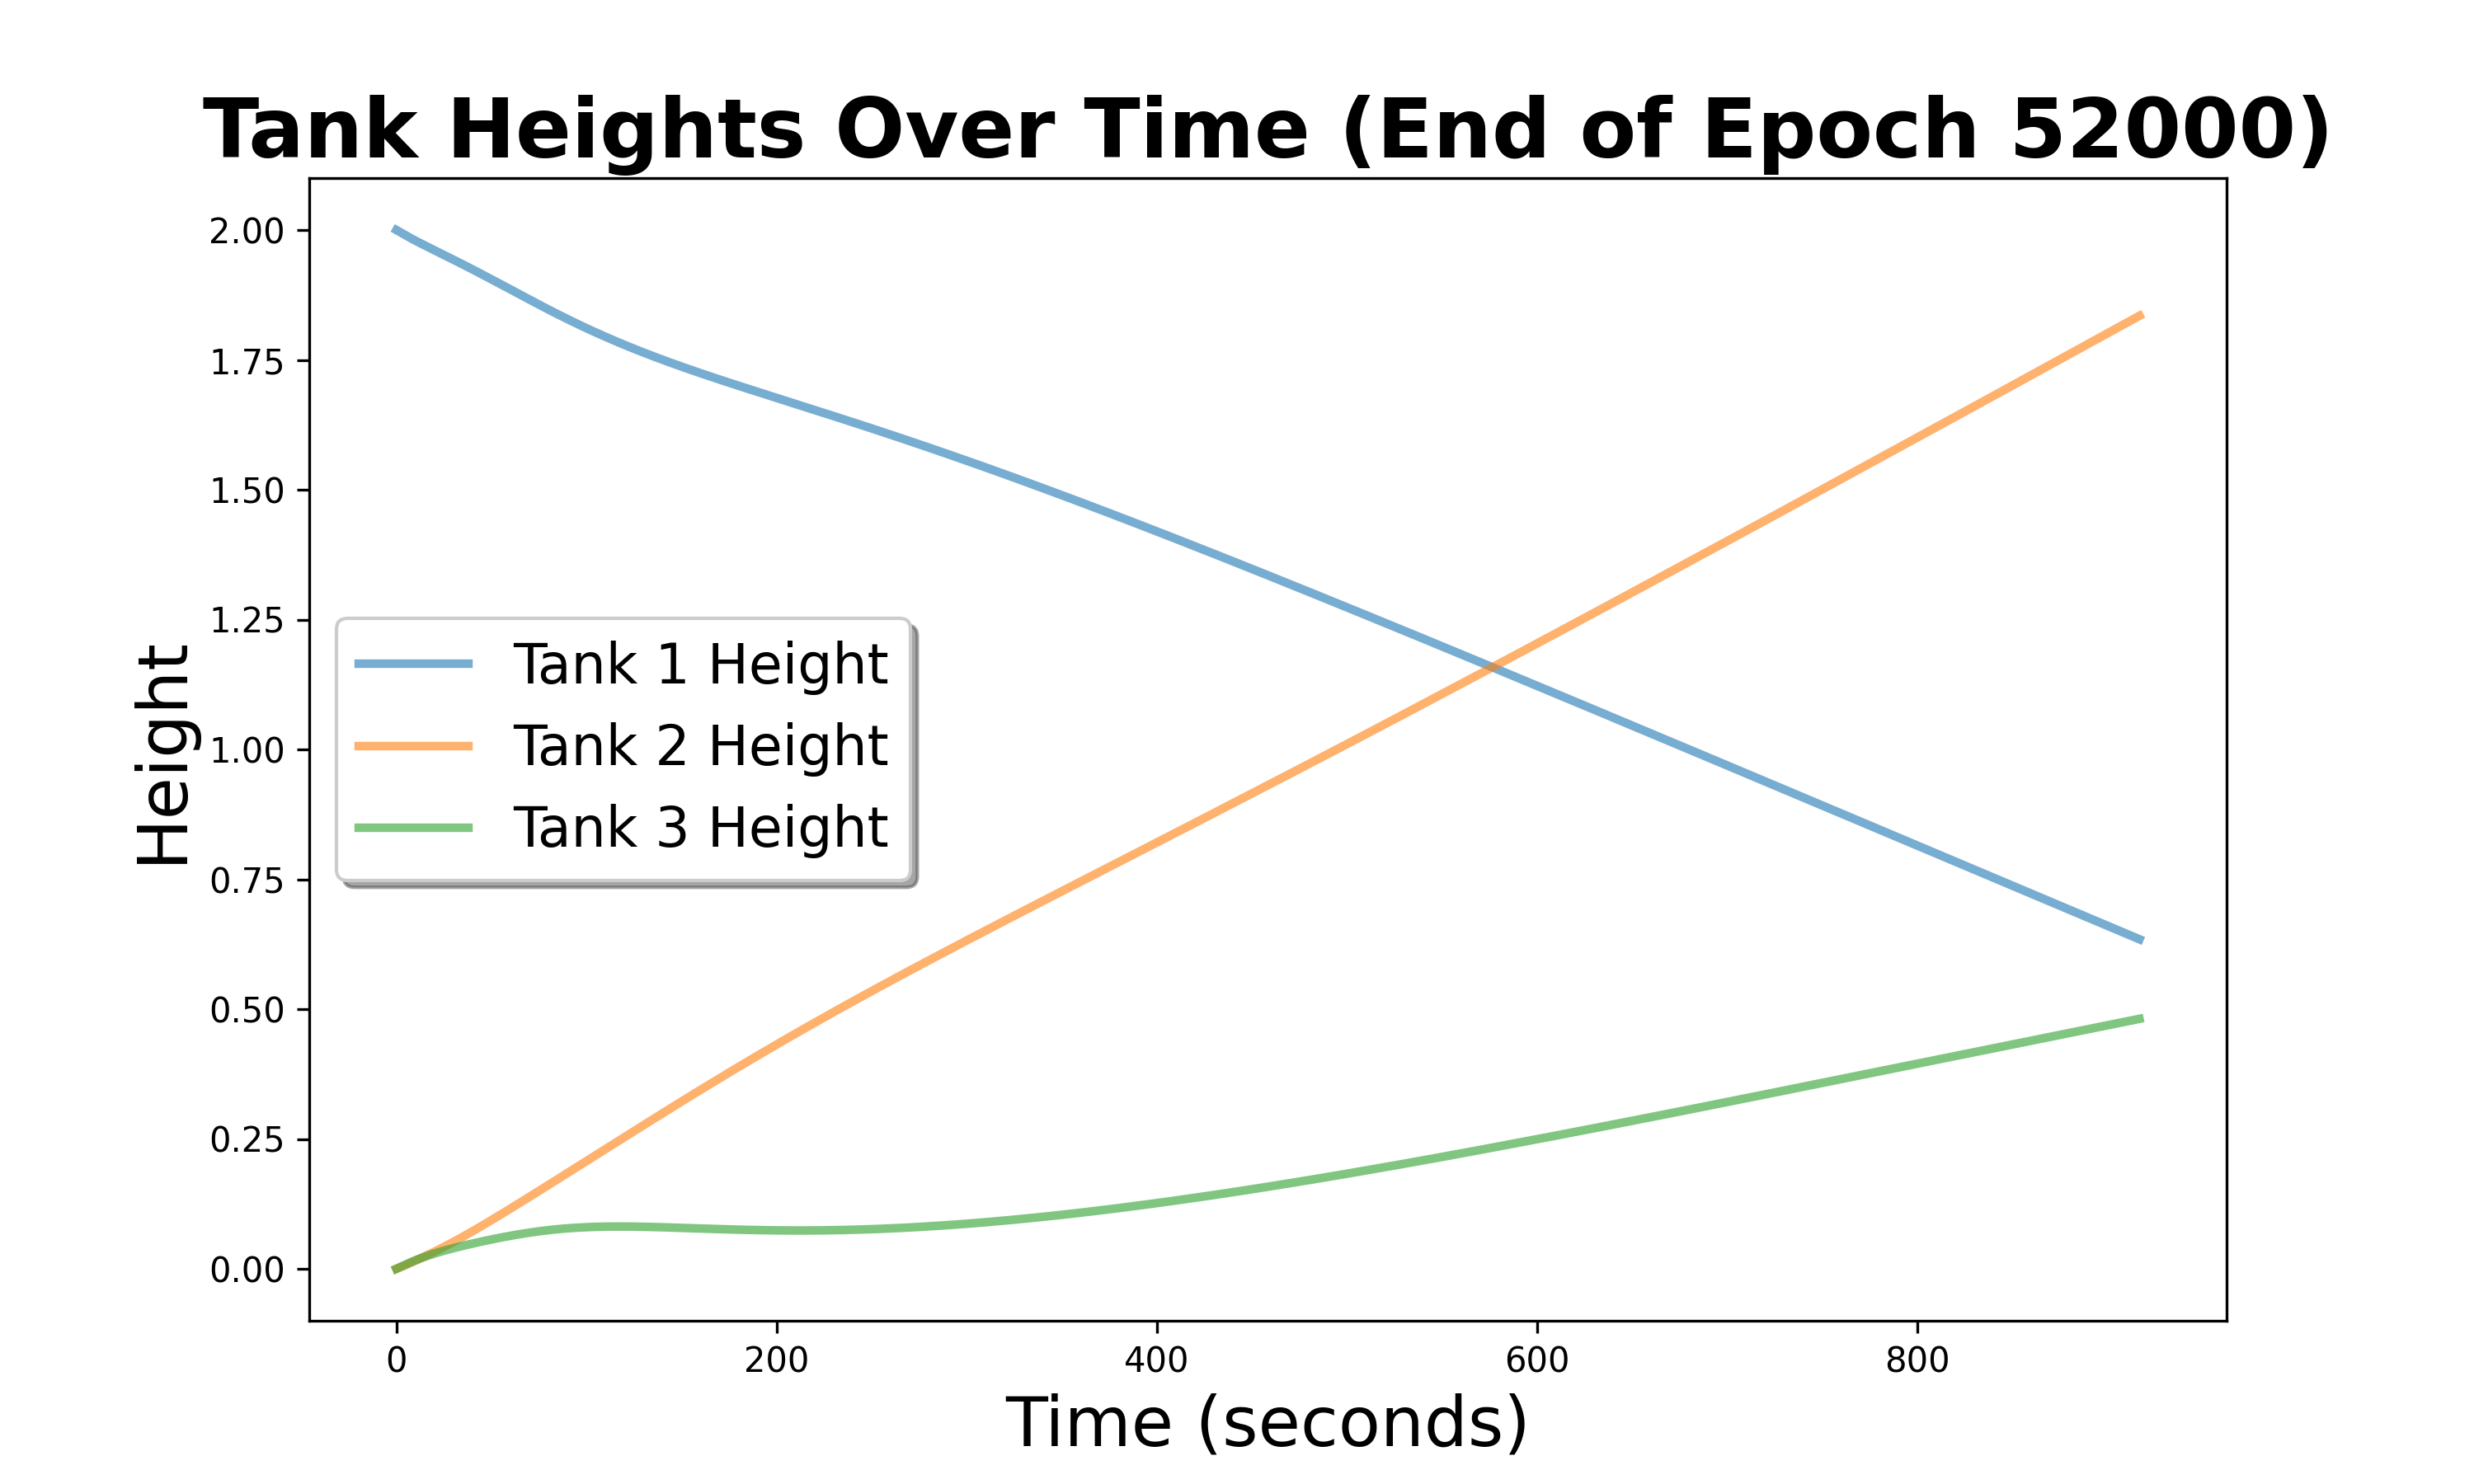 Tank Heights Over Time (End of Epoch 52000)
Height
2.00
1.75
1.50
1.25
1.00
0.75
0.50
0.25
0.00
Tank 1 Height
Tank 2 Height
Tank 3 Height
0 200 400 600 800
Time (seconds)